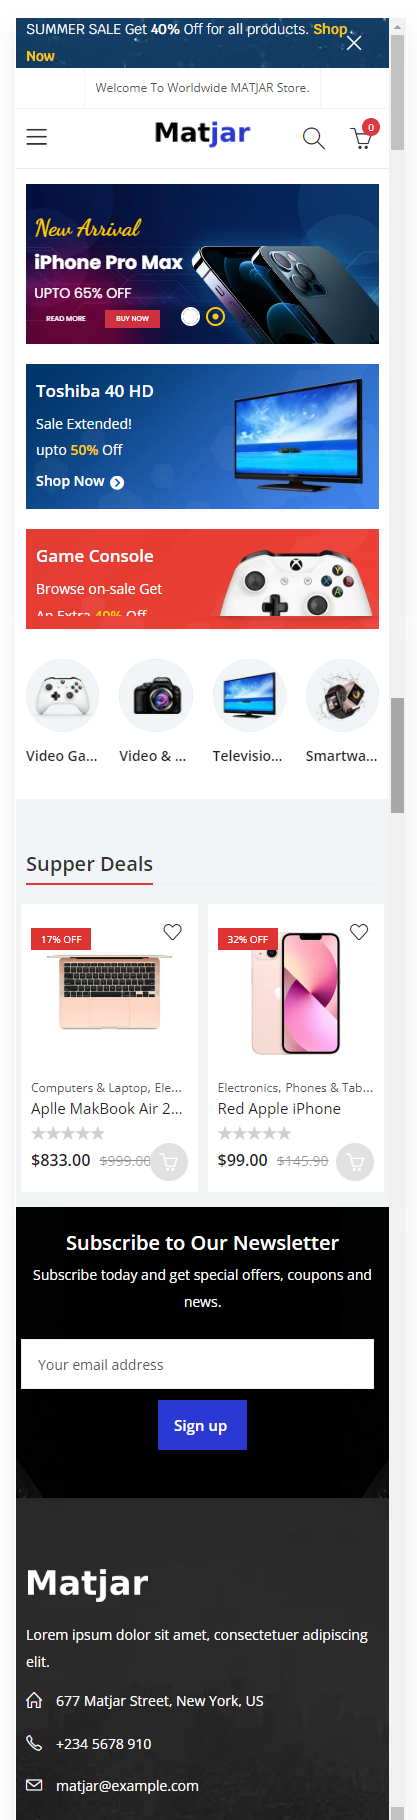 SUMMER SALE Get 40% Off for all products. Shop
Now
Welcome To Worldwide MATJAR Store.
Matjar
0
New Arrival
iPhone Pro Max
UPTO 65% OFF
READ MORE
BUY NOW
Toshiba 40 HD
Sale Extended!
upto 50% Off
Shop Now
Game Console
Browse on-sale Get
An Extra 40% Off
Y
X
B
A
Video Ga...
Video & ...
Televisio...
Smartwa...
Supper Deals
17% OFF
32% OFF
Computers & Laptop, Ele...
Aplle MakBook Air 2...
$833.00 $999.00
Electronics, Phones & Tab...
Red Apple iPhone
$99.00 $145.90
Subscribe to Our Newsletter
Subscribe today and get special offers, coupons and
news.
Your email address
Sign up
Matjar
Lorem ipsum dolor sit amet, consectetuer adipiscing
elit.
677 Matjar Street, New York, US
+234 5678 910
matjar@example.com